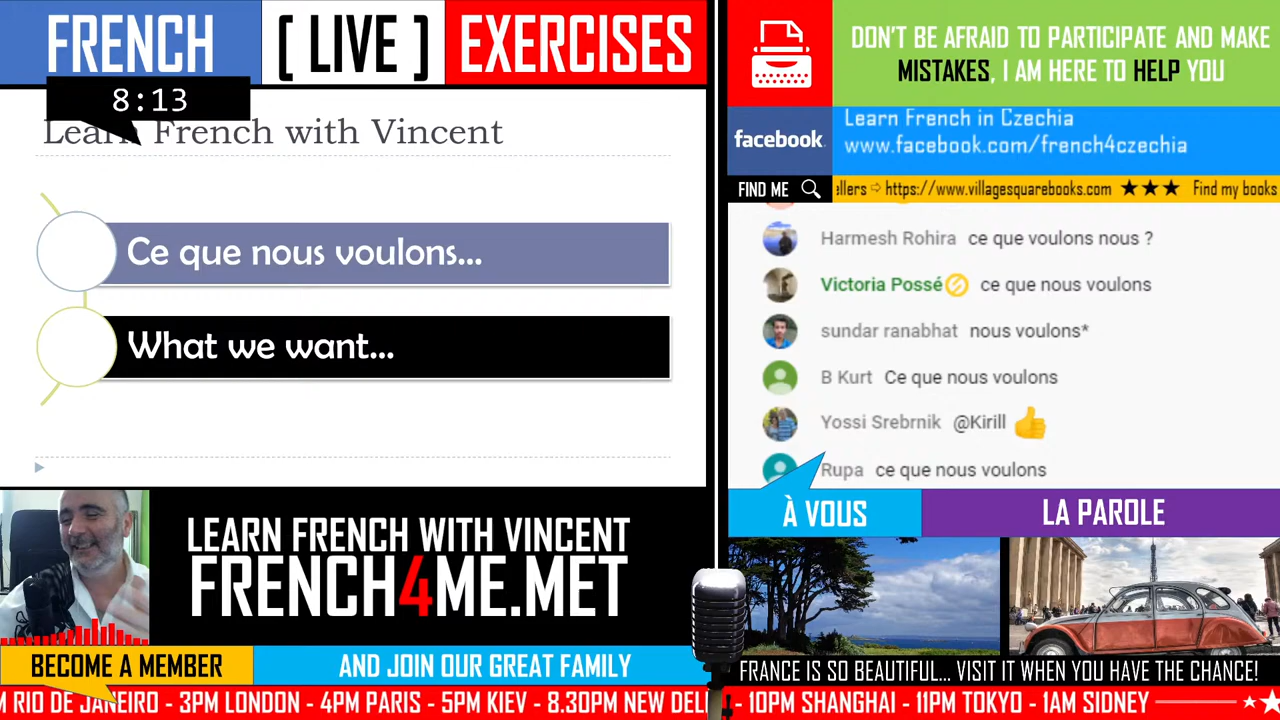 FRENCH [ LIVE ] EXERCISES
8:13
Learn French with Vincent
Ce que nous voulons...
What we want...
LEARN FRENCH WITH VINCENT
FRENCH4ME.MET
BECOME A MEMBER
AND JOIN OUR GREAT FAMILY
DON'T BE AFRAID TO PARTICIPATE AND MAKE
MISTAKES, I AM HERE TO HELP YOU
facebook.
Learn French in Czechia
www.facebook.com/french4czechia
FIND ME
ellers ⇨ https://www.villagesquarebooks.com ★★★ Find my books
Harmesh Rohira ce que voulons nous ?
Victoria Possé ce que nous voulons
sundar ranabhat nous voulons*
B Kurt Ce que nous voulons
Yossi Srebrnik @Kirill 👍
Rupa ce que nous voulons
À VOUS LA PAROLE
FRANCE IS SO BEAUTIFUL... VISIT IT WHEN YOU HAVE THE CHANCE!
M RIO DE JANEIRO - 3PM LONDON - 4PM PARIS - 5PM KIEV - 8.30PM NEW DEL - 10PM SHANGHAI - 11PM TOKYO - 1AM SIDNEY